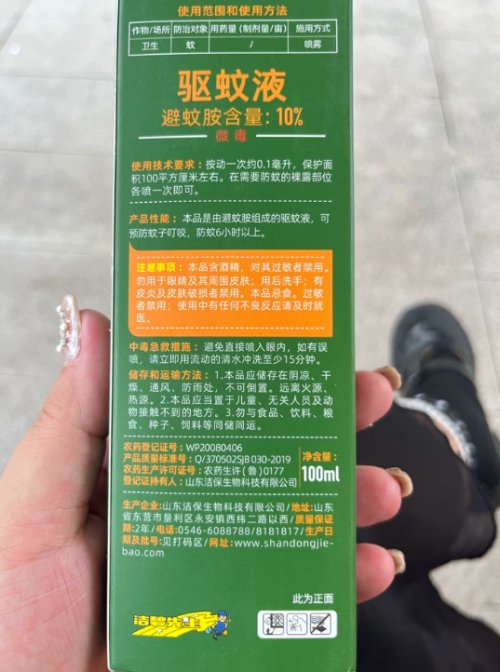 使用范围和使用方法
作物/场所 防治对象 用药量（制剂量/亩） 施用方式
卫生 蚊 / 喷雾
驱蚊液
避蚊胺含量：10%
微毒
使用技术要求：按动一次约0.1毫升，保护面
积100平方厘米左右。在需要防蚊的裸露部位
各喷一次即可。
产品性能：本品是由避蚊胺组成的驱蚊液，可
预防蚊子叮咬，防蚊6小时以上。
注意事项：本品含酒精，对其过敏者禁用。
勿用于眼睛及其周围皮肤；用后洗手；有
皮炎及皮肤破损者禁用。本品忌食。过敏
者禁用；使用中有任何不良反应请及时就
医。
中毒急救措施：避免直接喷入眼内，如有误
喷，请立即用流动的清水冲洗至少15分钟。
储存和运输方法：1.本品应储存在阴凉、干
燥、通风、防雨处，不可倒置。远离火源、
热源。2.本品应当置于儿童、无关人员及动
物接触不到的地方。3.勿与食品、饮料、粮
食、种子、饲料等同储同运。
农药登记证号：WP20080406
产品质量标准号：Q/370502SJB 030-2019
农药生产许可证号：农药生许(鲁)0177
登记证持有人：山东洁保生物科技有限公司
净含量：
100ml
生产企业:山东洁保生物科技有限公司/地址:山东
省东营市垦利区永安镇西纬二路以西/质量保证
期:2年/电话:0546-6088788/8181817/生产日
期及批号:见打码区/网址:www.shandongjie-
bao.com
此为正面
洁碧先生